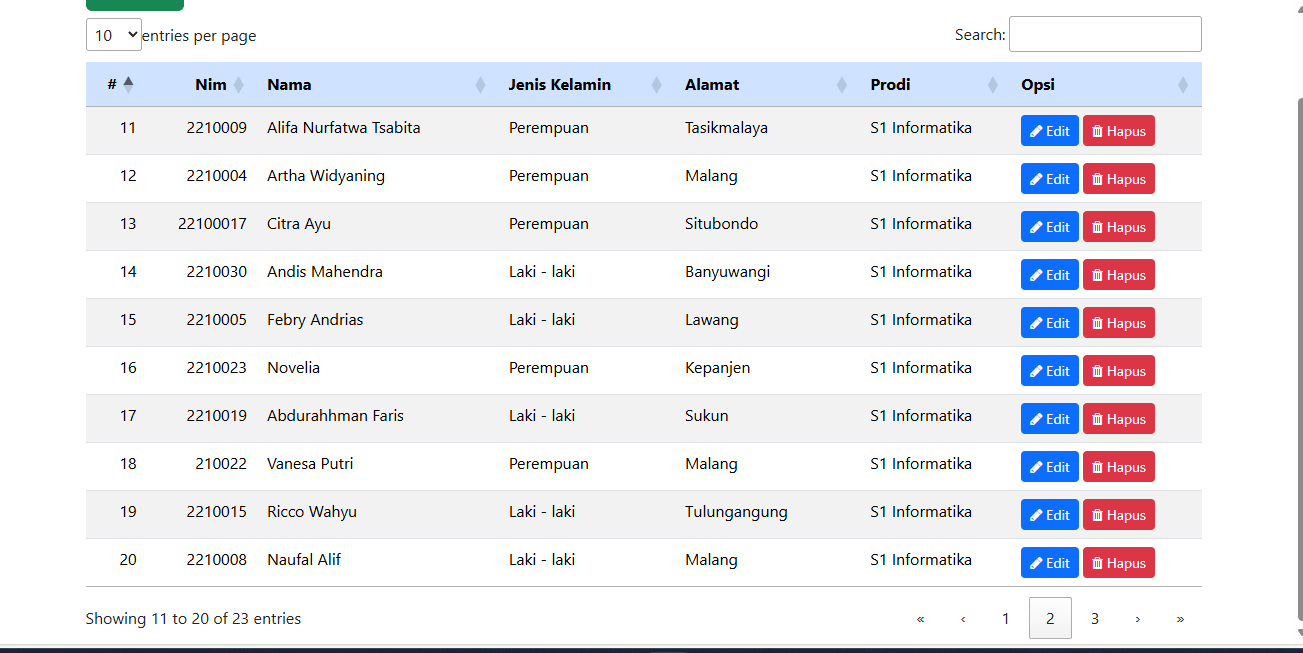 10 entries per page Search:
# Nim Nama Jenis Kelamin Alamat Prodi Opsi
11 2210009 Alifa Nurfatwa Tsabita Perempuan Tasikmalaya S1 Informatika Edit Hapus
12 2210004 Artha Widyaning Perempuan Malang S1 Informatika Edit Hapus
13 22100017 Citra Ayu Perempuan Situbondo S1 Informatika Edit Hapus
14 2210030 Andis Mahendra Laki - laki Banyuwangi S1 Informatika Edit Hapus
15 2210005 Febry Andrias Laki - laki Lawang S1 Informatika Edit Hapus
16 2210023 Novelia Perempuan Kepanjen S1 Informatika Edit Hapus
17 2210019 Abdurahhman Faris Laki - laki Sukun S1 Informatika Edit Hapus
18 210022 Vanesa Putri Perempuan Malang S1 Informatika Edit Hapus
19 2210015 Ricco Wahyu Laki - laki Tulungangung S1 Informatika Edit Hapus
20 2210008 Naufal Alif Laki - laki Malang S1 Informatika Edit Hapus
Showing 11 to 20 of 23 entries « ‹ 1 2 3 › »